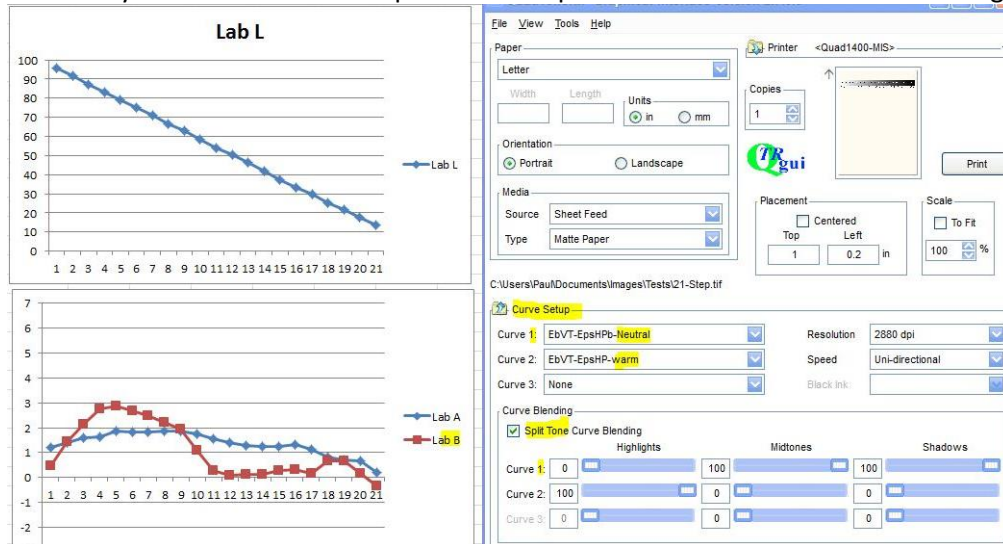 Lab L
100
90
80
70
60
50
40
30
20
10
0
1 2 3 4 5 6 7 8 9 10 11 12 13 14 15 16 17 18 19 20 21
Lab L
7
6
5
4
3
2
1
0
-1
-2
1 2 3 4 5 6 7 8 9 10 11 12 13 14 15 16 17 18 19 20 21
Lab A
Lab B
File View Tools Help
Paper
Letter
Width Length
Units
in mm
Orientation
Portrait Landscape
Media
Source Sheet Feed
Type Matte Paper
Printer <Quad1400-MIS>
Copies
1
QTRgui
Print
Placement
Centered
Top Left
1 0.2 in
Scale
To Fit
100 %
C:\Users\Paul\Documents\Images\Tests\21-Step.tif
Curve Setup
Curve 1: EbVT-EpsHPb-Neutral Resolution 2880 dpi
Curve 2: EbVT-EpsHP-warm Speed Uni-directional
Curve 3: None Black Ink:
Curve Blending
Split Tone Curve Blending
Highlights Midtones Shadows
Curve 1: 0 100 100
Curve 2: 100 0 0
Curve 3: 0 0 0